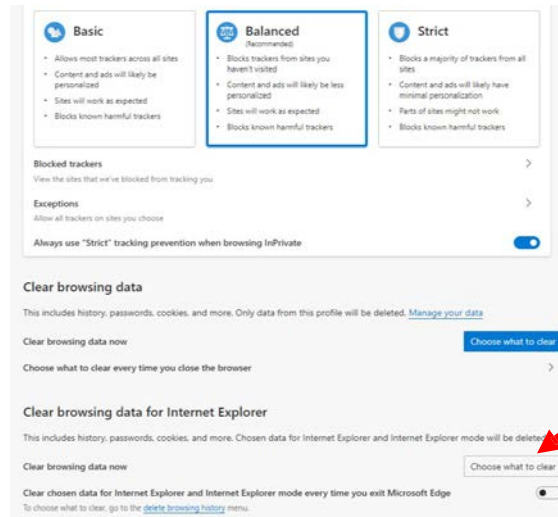 Basic
Allows most trackers across all sites
Content and ads will likely be
personalized
Sites will work as expected
Blocks known harmful trackers
Balanced
(Recommended)
Blocks trackers from sites you
haven't visited
Content and ads will likely be less
personalized
Sites will work as expected
Blocks known harmful trackers
Strict
Blocks a majority of trackers from all
sites
Content and ads will likely have
minimal personalization
Parts of sites might not work
Blocks known harmful trackers
Blocked trackers
View the sites that we've blocked from tracking you
Exceptions
Allow all trackers on sites you choose
Always use "Strict" tracking prevention when browsing InPrivate
Clear browsing data
This includes history, passwords, cookies, and more. Only data from this profile will be deleted. Manage your data
Clear browsing data now
Choose what to clear
Choose what to clear every time you close the browser
Clear browsing data for Internet Explorer
This includes history, passwords, cookies, and more. Chosen data for Internet Explorer and Internet Explorer mode will be deleted
Clear browsing data now
Choose what to clear
Clear chosen data for Internet Explorer and Internet Explorer mode every time you exit Microsoft Edge
To choose what to clear, go to the delete browsing history menu.